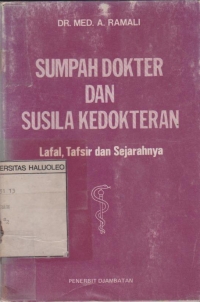 DR. MED. A. RAMALI
SUMPAH DOKTER
DAN
SUSILA KEDOKTERAN
Lafal, Tafsir dan Sejarahnya
ERSITAS HALUOLEO
PENERBIT DJAMBATAN